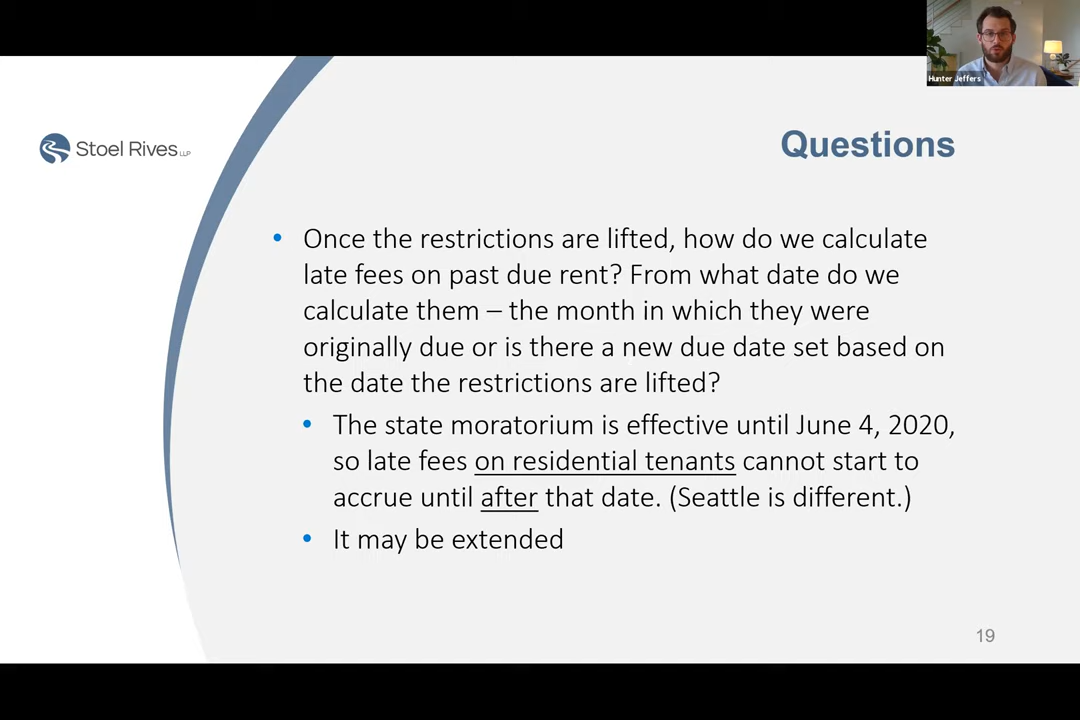 Hunter Jeffers
Stoel Rives LLP
Questions
• Once the restrictions are lifted, how do we calculate
late fees on past due rent? From what date do we
calculate them – the month in which they were
originally due or is there a new due date set based on
the date the restrictions are lifted?
• The state moratorium is effective until June 4, 2020,
so late fees on residential tenants cannot start to
accrue until after that date. (Seattle is different.)
• It may be extended
19